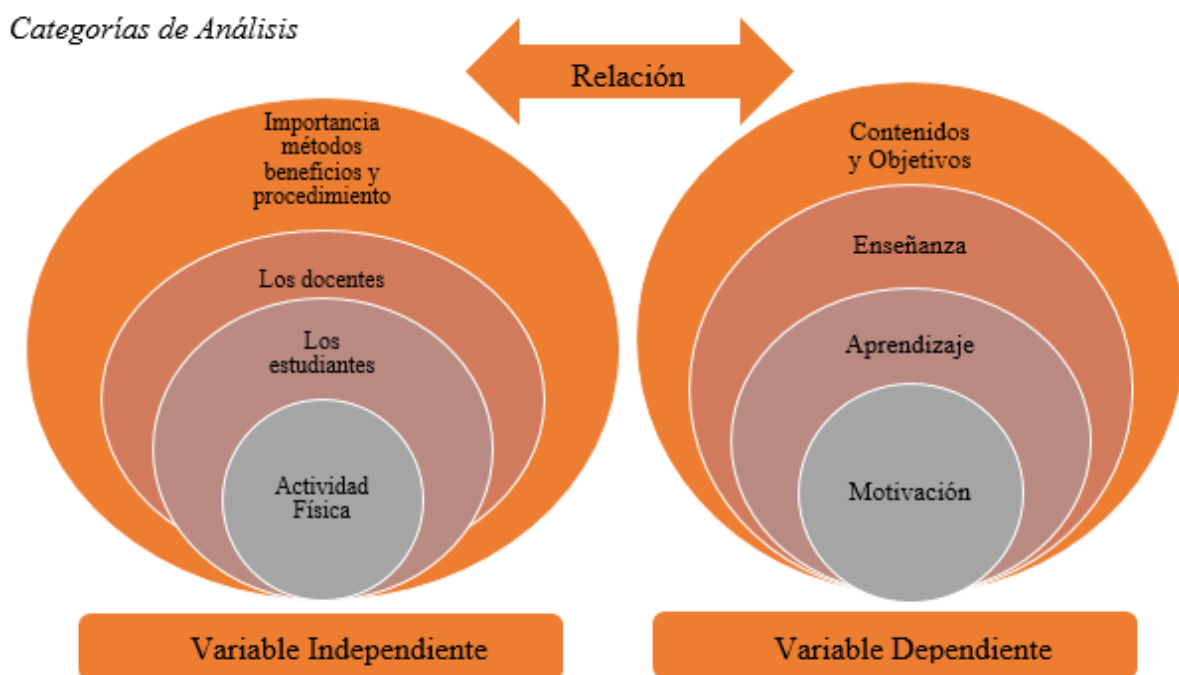 Categorías de Análisis
Relación
Importancia
métodos
beneficios y
procedimiento
Los docentes
Los
estudiantes
Actividad
Física
Variable Independiente
Contenidos
y Objetivos
Enseñanza
Aprendizaje
Motivación
Variable Dependiente